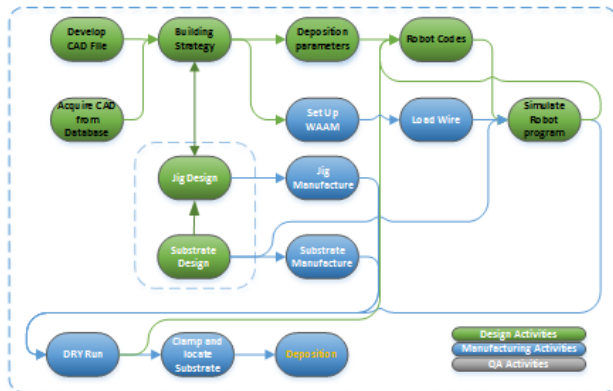 Develop
CAD File
Building
Strategy
Deposition
parameters
Robot Codes
Acquire CAD
from
Database
Set Up
WAAM
Load Wire
Simulate
Robot
program
Jig Design
Jig
Manufacture
Substrate
Design
Substrate
Manufacture
DRY Run
Clamp and
locate
Substrate
Deposition
Design Activities
Manufacturing Activities
QA Activities